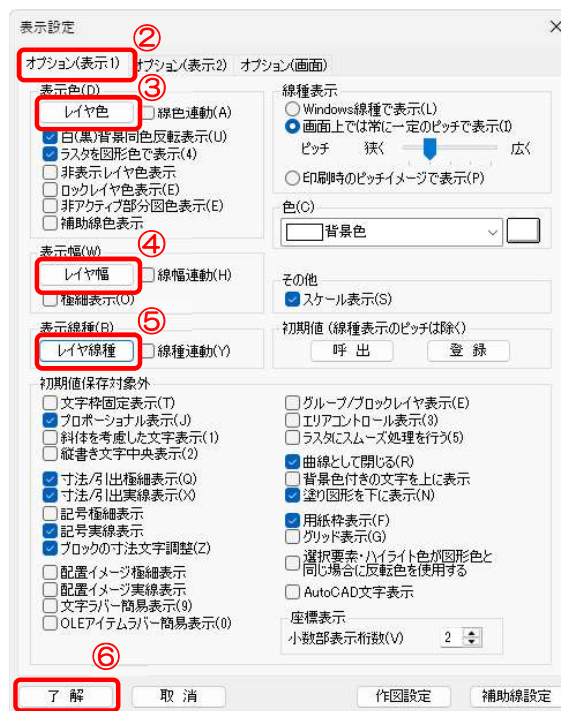 表示設定
②
オプション(表示1) オプション(表示2) オプション(画面)
表示色(D)
③
レイヤ色 線色連動(A)
白(黒)背景同色反転表示(U)
ラスタを図形色で表示(4)
非表示レイヤ色表示
ロックレイヤ色表示(E)
非アクティブ部分図色表示(E)
補助線色表示
表示幅(W)
④
レイヤ幅 線幅連動(H)
極細表示(O)
表示線種(R)
⑤
レイヤ線種 線種連動(Y)
線種表示
Windows線種で表示(L)
画面上では常に一定のピッチで表示(I)
ピッチ 狭く 広く
印刷時のピッチイメージで表示(P)
色(C)
背景色
その他
スケール表示(S)
初期値(線種表示のピッチは除く)
呼 出 登 録
初期値保存対象外
文字枠固定表示(T)
プロポーショナル表示(J)
斜体を考慮した文字表示(1)
縦書き文字中央表示(2)
寸法/引出極細表示(Q)
寸法/引出実線表示(X)
記号極細表示
記号実線表示
ブロックの寸法文字調整(Z)
配置イメージ極細表示
配置イメージ実線表示
文字ラバー簡易表示(9)
OLEアイテムラバー簡易表示(0)
グループ/ブロックレイヤ表示(E)
エリアコントロール表示(3)
ラスタにスムーズ処理を行う(5)
曲線として閉じる(R)
背景色付きの文字を上に表示
塗り図形を下に表示(N)
用紙枠表示(F)
グリッド表示(G)
選択要素・ハイライト色が図形色と
同じ場合に反転色を使用する
AutoCAD文字表示
座標表示
小数部表示桁数(V) 2
⑥
了 解 取 消 作図設定 補助線設定